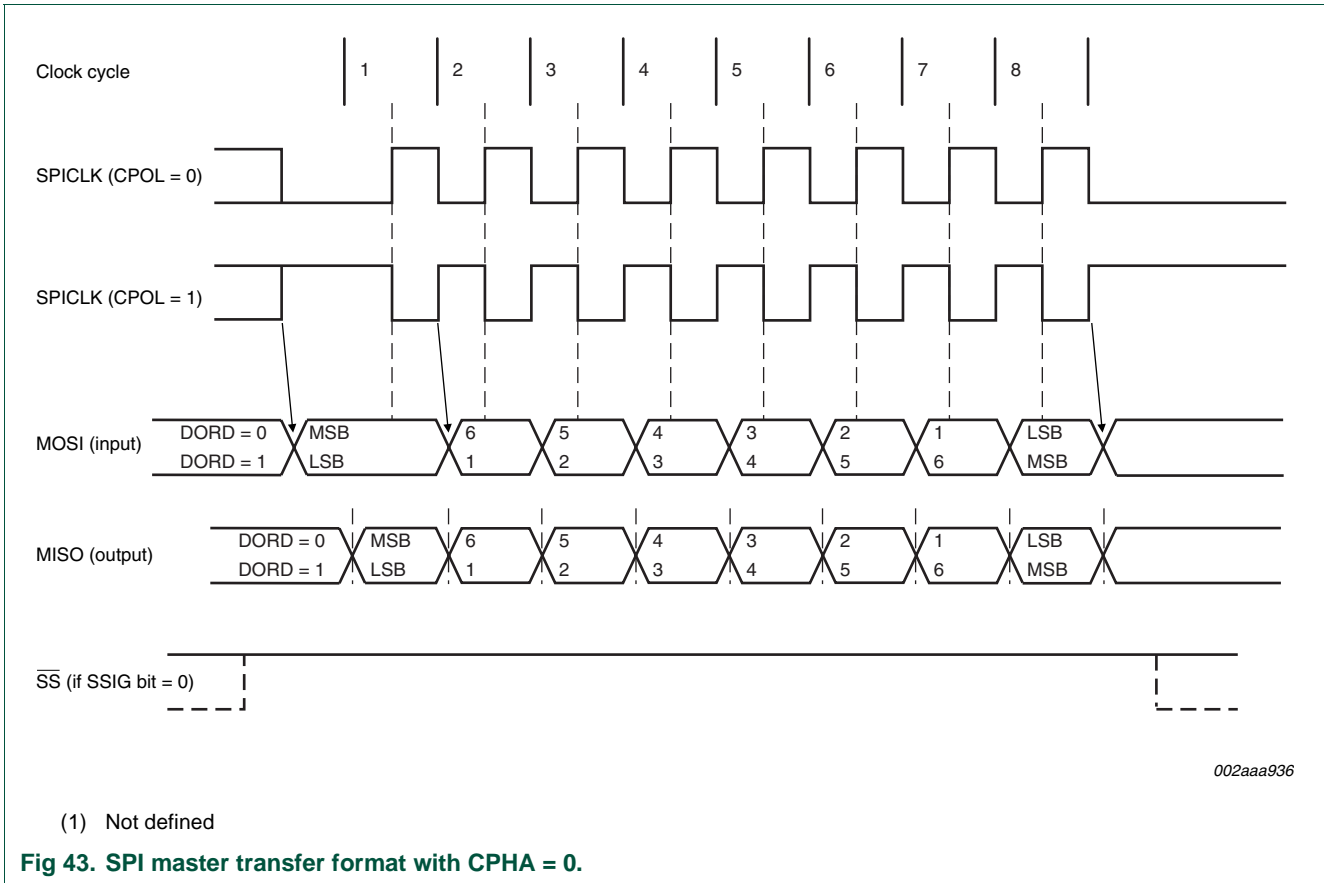 Clock cycle 1 2 3 4 5 6 7 8
SPICLK (CPOL = 0)
SPICLK (CPOL = 1)
MOSI (input) DORD = 0 MSB 6 5 4 3 2 1 LSB
DORD = 1 LSB 1 2 3 4 5 6 MSB
MISO (output) DORD = 0 MSB 6 5 4 3 2 1 LSB
DORD = 1 LSB 1 2 3 4 5 6 MSB
S̅S̅ (if SSIG bit = 0)
002aaa936
(1) Not defined
Fig 43. SPI master transfer format with CPHA = 0.